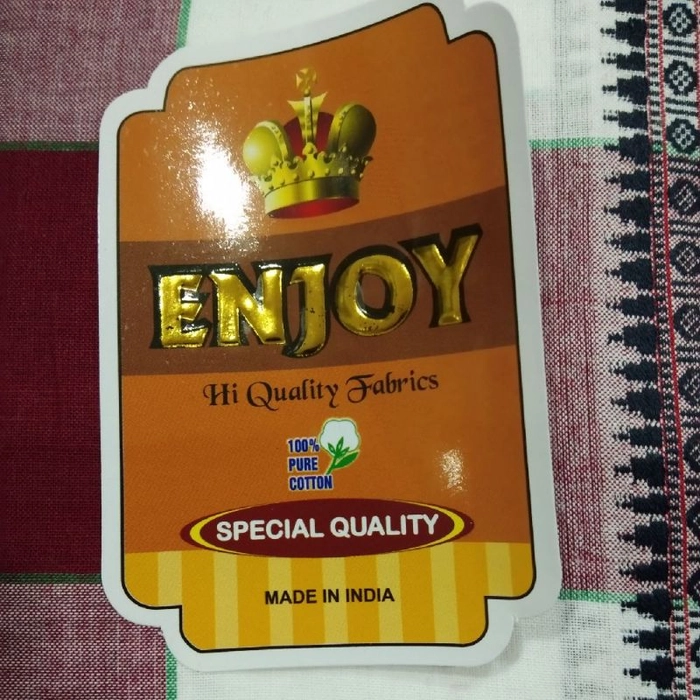 ENJOY
Hi Quality Fabrics
100%
PURE
COTTON
SPECIAL QUALITY
MADE IN INDIA